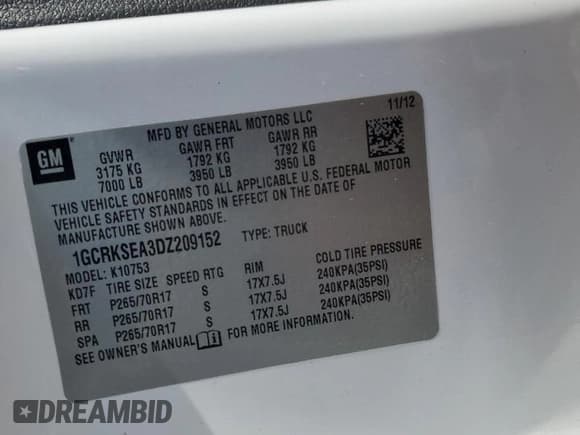 11/12
MFD BY GENERAL MOTORS LLC
GM
GVWR GAWR FRT GAWR RR
3175 KG 1792 KG 1792 KG
7000 LB 3950 LB 3950 LB
THIS VEHICLE CONFORMS TO ALL APPLICABLE U.S. FEDERAL MOTOR
VEHICLE SAFETY STANDARDS IN EFFECT ON THE DATE OF
MANUFACTURE SHOWN ABOVE.
1GCRKSEA3DZ209152 TYPE: TRUCK
MODEL: K10753
KD7F TIRE SIZE SPEED RTG RIM COLD TIRE PRESSURE
FRT P265/70R17 S 17X7.5J 240KPA(35PSI)
RR P265/70R17 S 17X7.5J 240KPA(35PSI)
SPA P265/70R17 S 17X7.5J 240KPA(35PSI)
SEE OWNER'S MANUAL FOR MORE INFORMATION.
DREAMBID